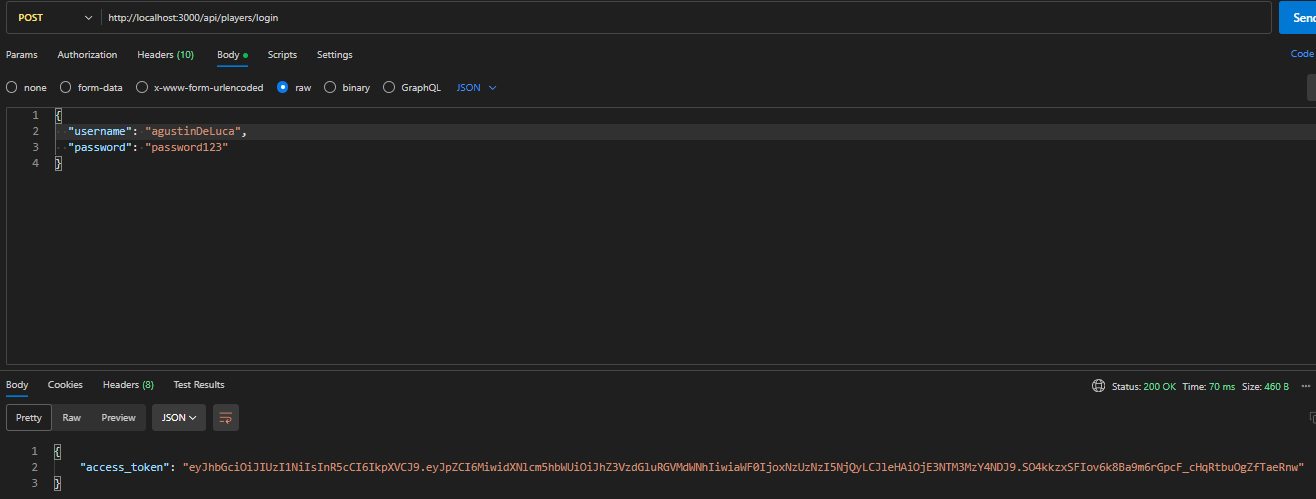 POST http://localhost:3000/api/players/login Send
Params Authorization Headers (10) Body Scripts Settings Code
none form-data x-www-form-urlencoded raw binary GraphQL JSON
1 {
2 "username": "agustinDeLuca",
3 "password": "password123"
4 }
Body Cookies Headers (8) Test Results Status: 200 OK Time: 70 ms Size: 460 B
Pretty Raw Preview JSON
1 {
2 "access_token": "eyJhbGciOiJIUzI1NiIsInR5cCI6IkpXVCJ9.eyJpZCI6MiwidXNlcm5hbWUiOiJhZ3VzdGluRGVMdWNhIiwiaWF0IjoxNzUzNzI5NjQyLCJleHAiOjE3NTM3MzY4NDJ9.SO4kkzxSFIov6k8Ba9m6rGpcF_cHqRtbuOgZfTaeRnw"
3 }